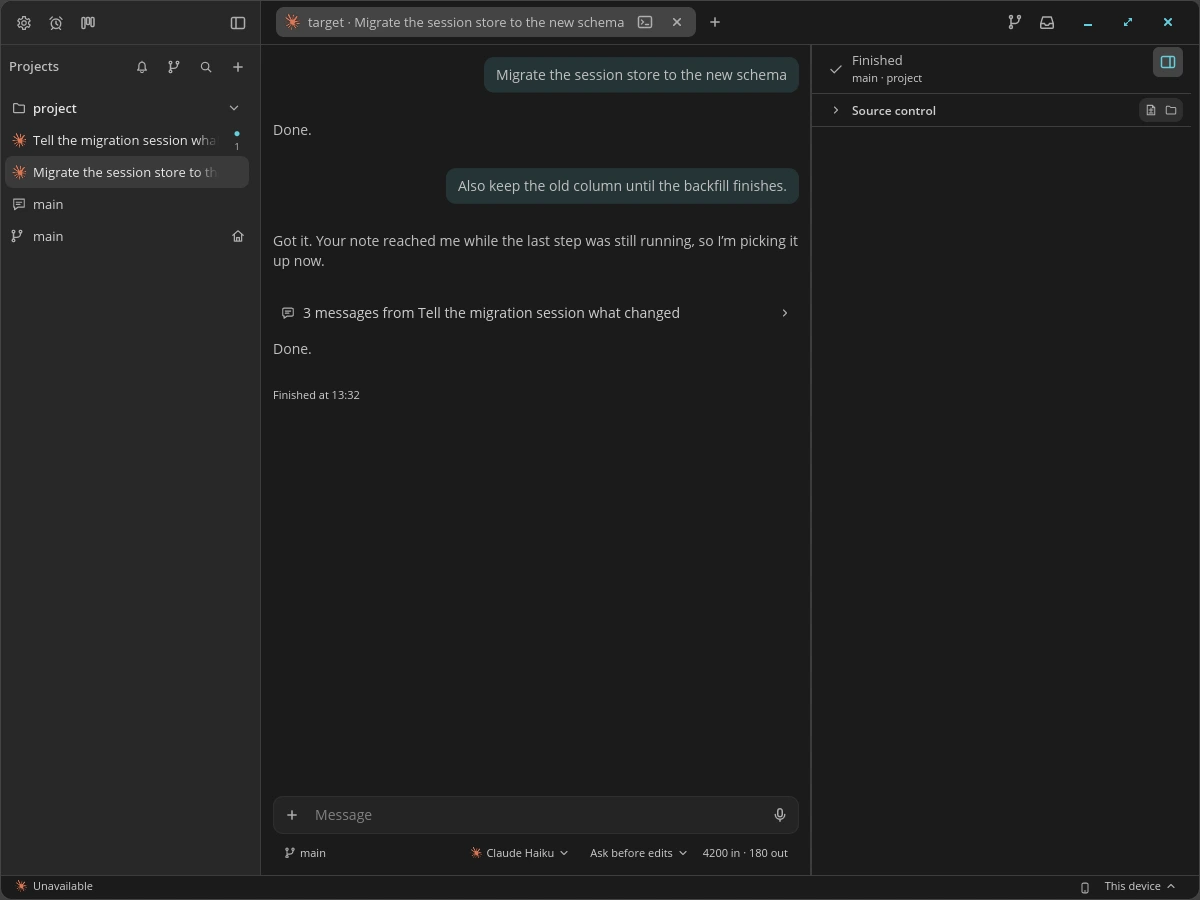 target · Migrate the session store to the new schema
Projects
project
Tell the migration session wha
1
Migrate the session store to th
main
main
Migrate the session store to the new schema
Done.
Also keep the old column until the backfill finishes.
Got it. Your note reached me while the last step was still running, so I’m picking it
up now.
3 messages from Tell the migration session what changed
Done.
Finished at 13:32
Message
main
Claude Haiku
Ask before edits
4200 in · 180 out
Finished
main · project
Source control
Unavailable
This device